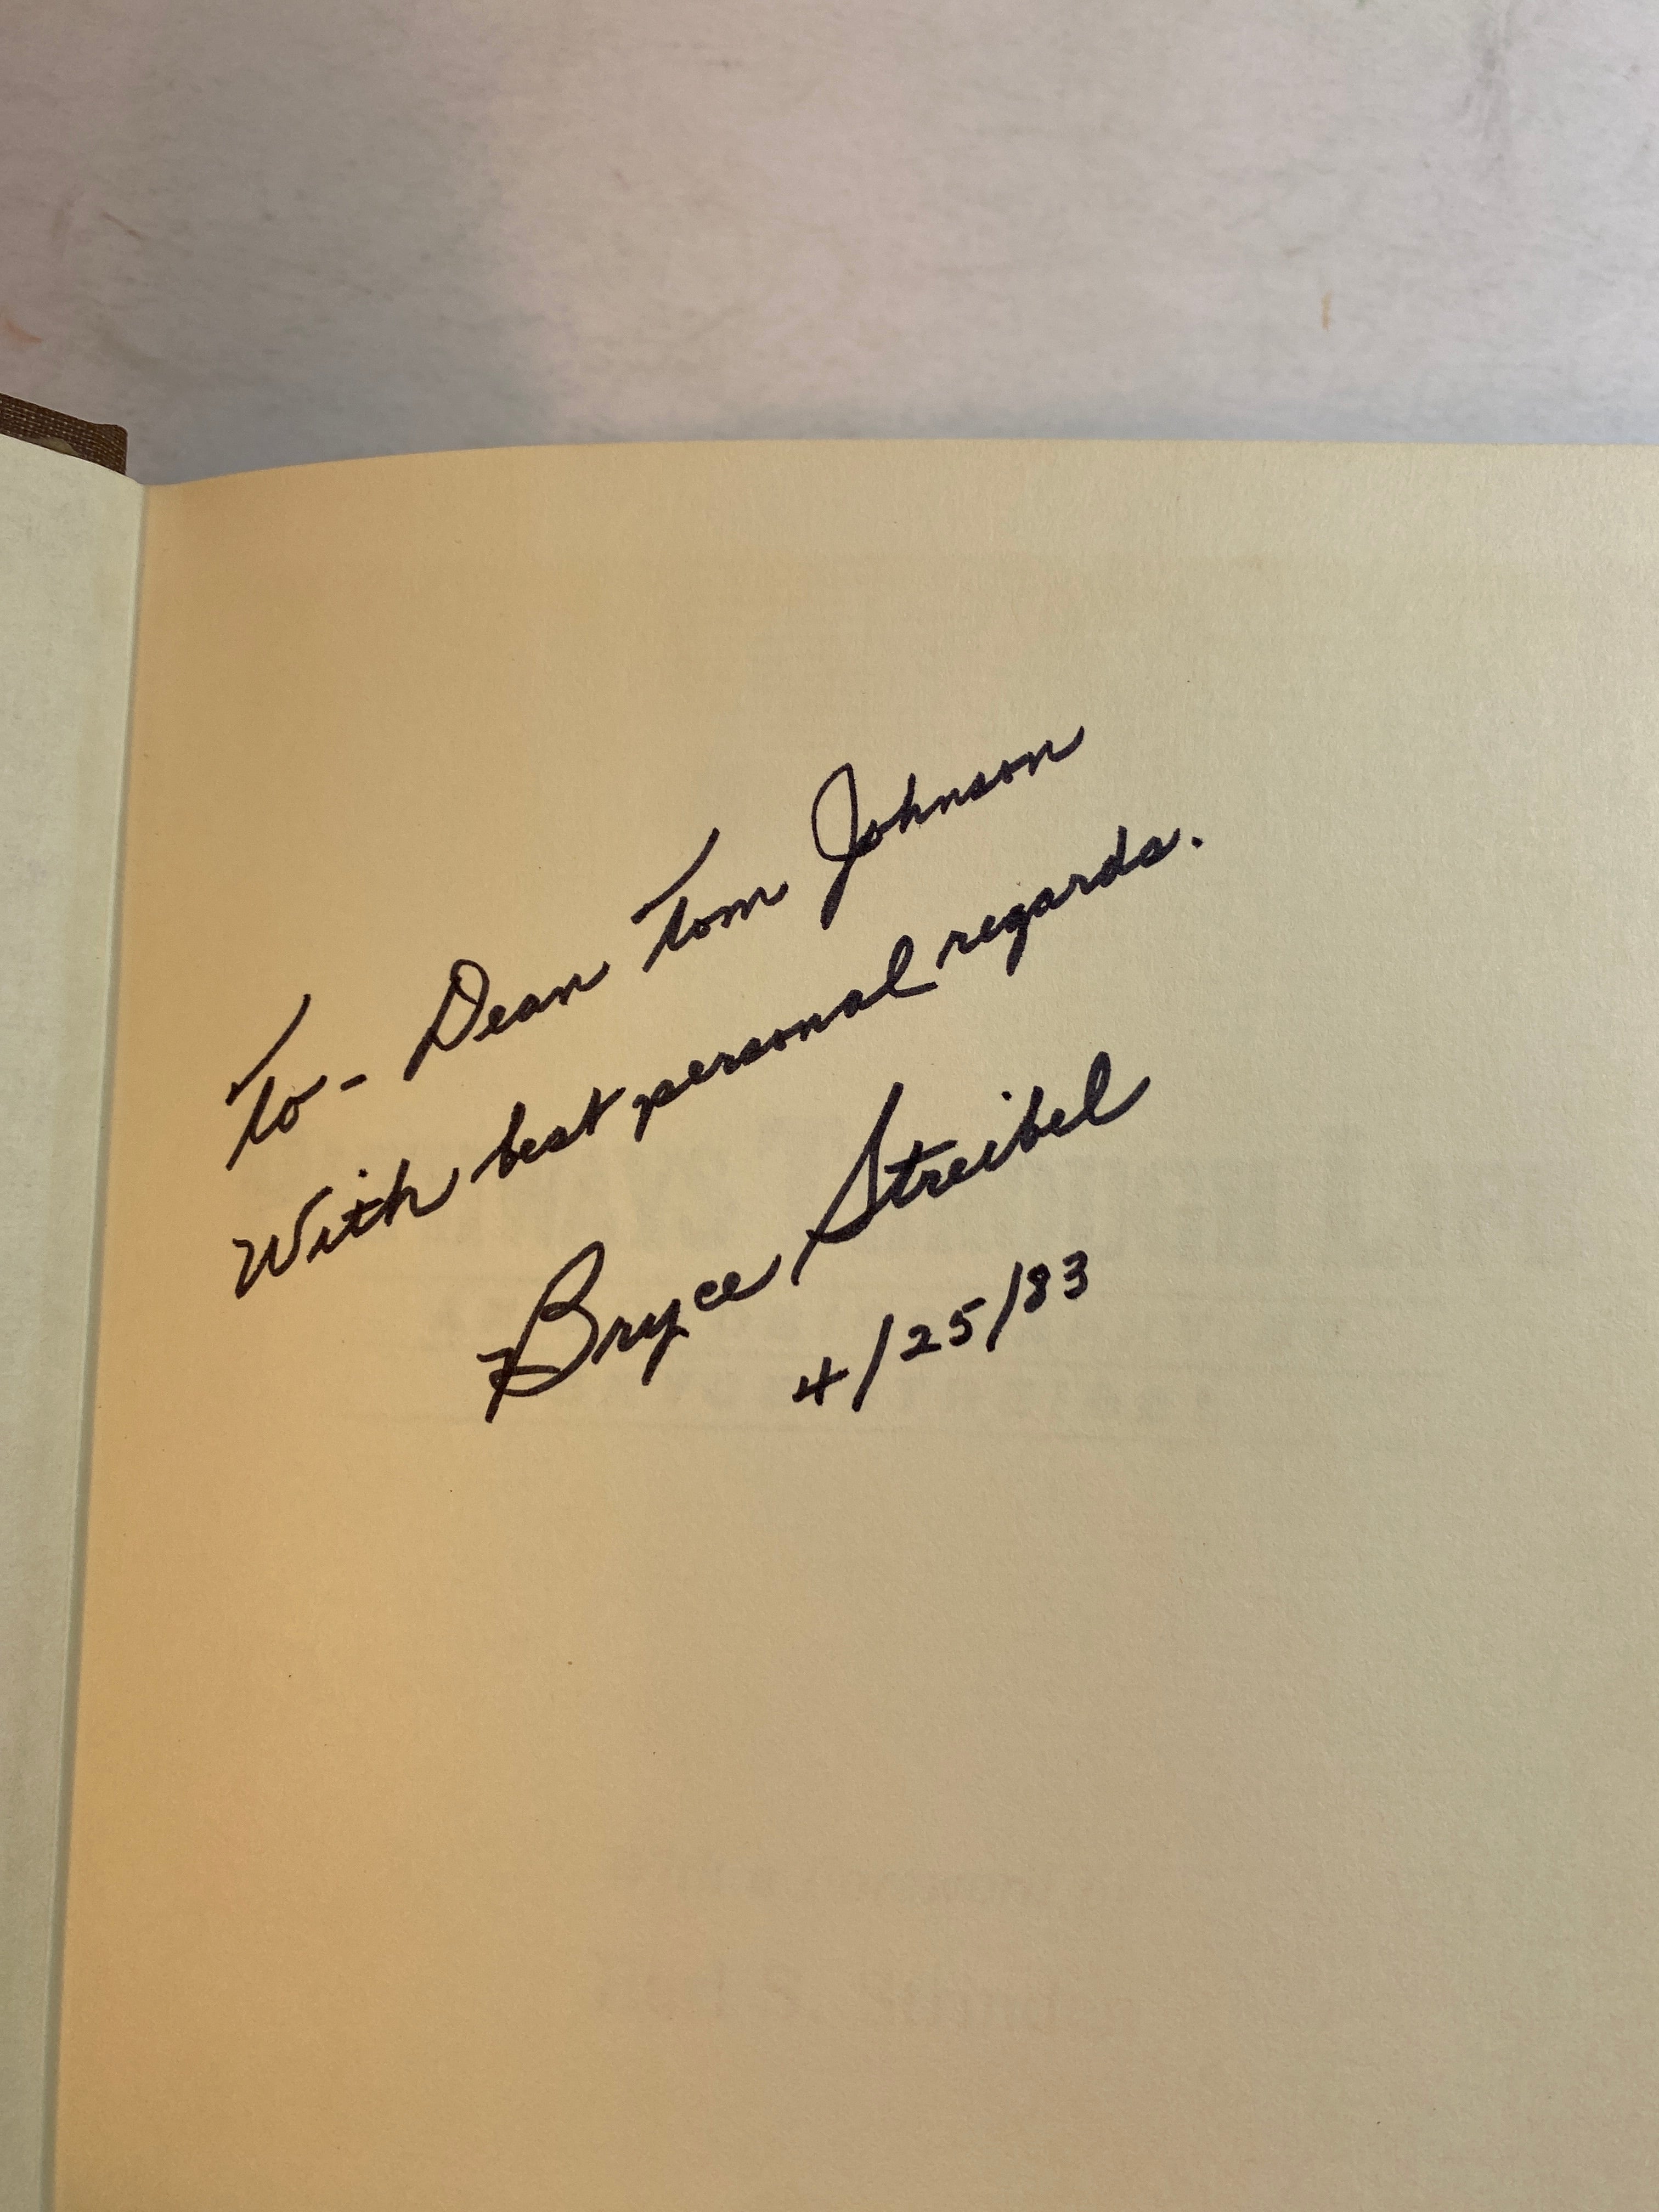 To- Dean Tom Johnson
With best personal regards.
Bryce Streibel
4/25/83